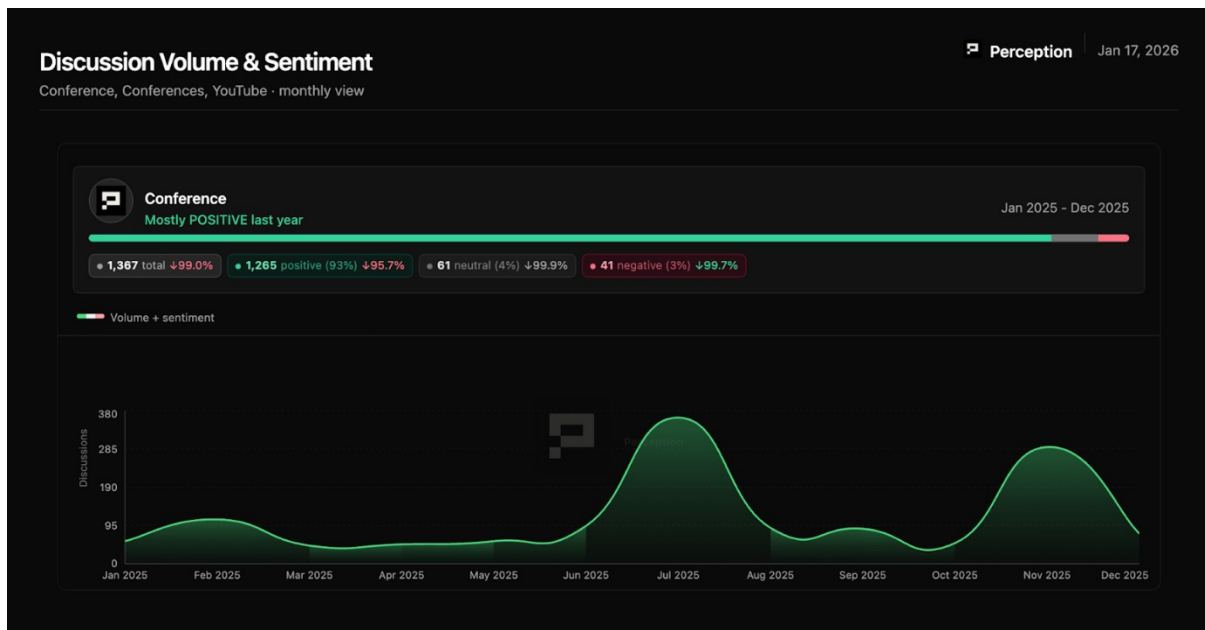 Discussion Volume & Sentiment
Perception Jan 17, 2026
Conference, Conferences, YouTube · monthly view
Conference
Mostly POSITIVE last year
Jan 2025 - Dec 2025
1,367 total ↓99.0% 1,265 positive (93%) ↓95.7% 61 neutral (4%) ↓99.9% 41 negative (3%) ↓99.7%
Volume + sentiment
Discussions
380
285
190
95
0
Perception
Jan 2025 Feb 2025 Mar 2025 Apr 2025 May 2025 Jun 2025 Jul 2025 Aug 2025 Sep 2025 Oct 2025 Nov 2025 Dec 2025